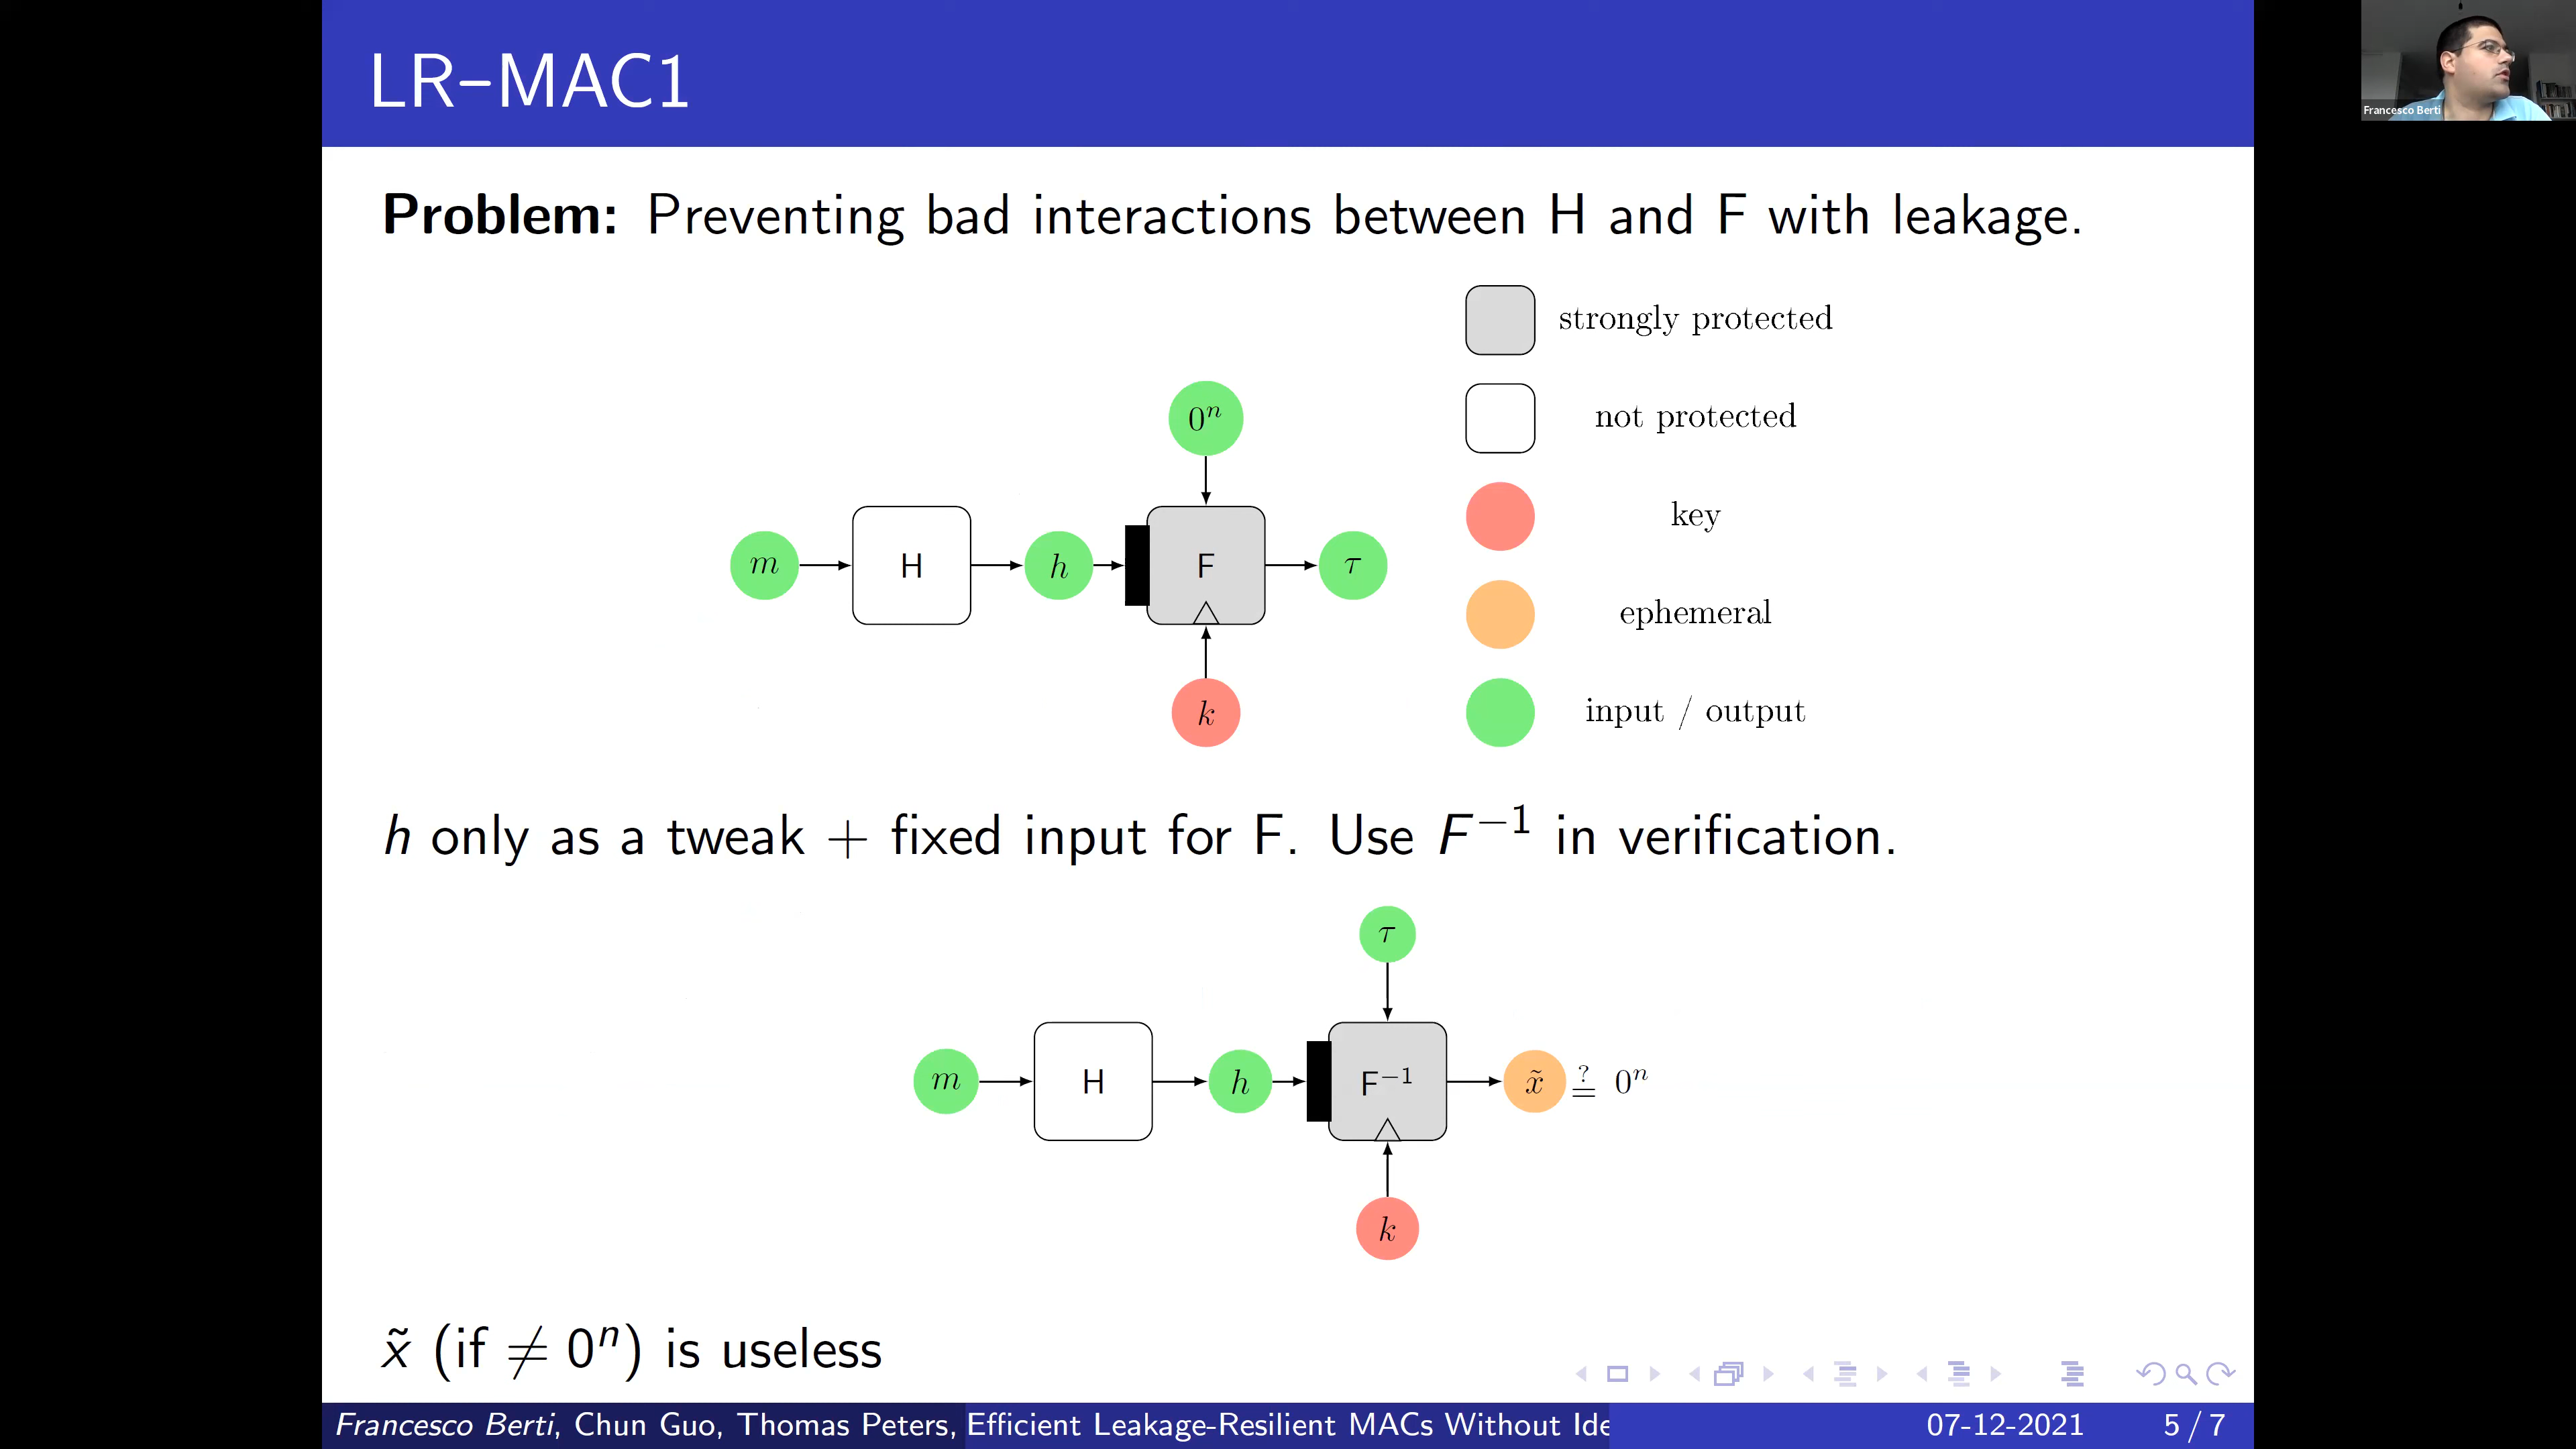 LR–MAC1
Francesco Berti
Problem: Preventing bad interactions between H and F with leakage.
strongly protected
0ⁿ
not protected
m H h F τ
key
ephemeral
k
input / output
h only as a tweak + fixed input for F. Use F⁻¹ in verification.
τ
m H h F⁻¹ x̃ ≟ 0ⁿ
k
x̃ (if ≠ 0ⁿ) is useless
Francesco Berti, Chun Guo, Thomas Peters, Efficient Leakage-Resilient MACs Without Ide 07-12-2021 5 / 7